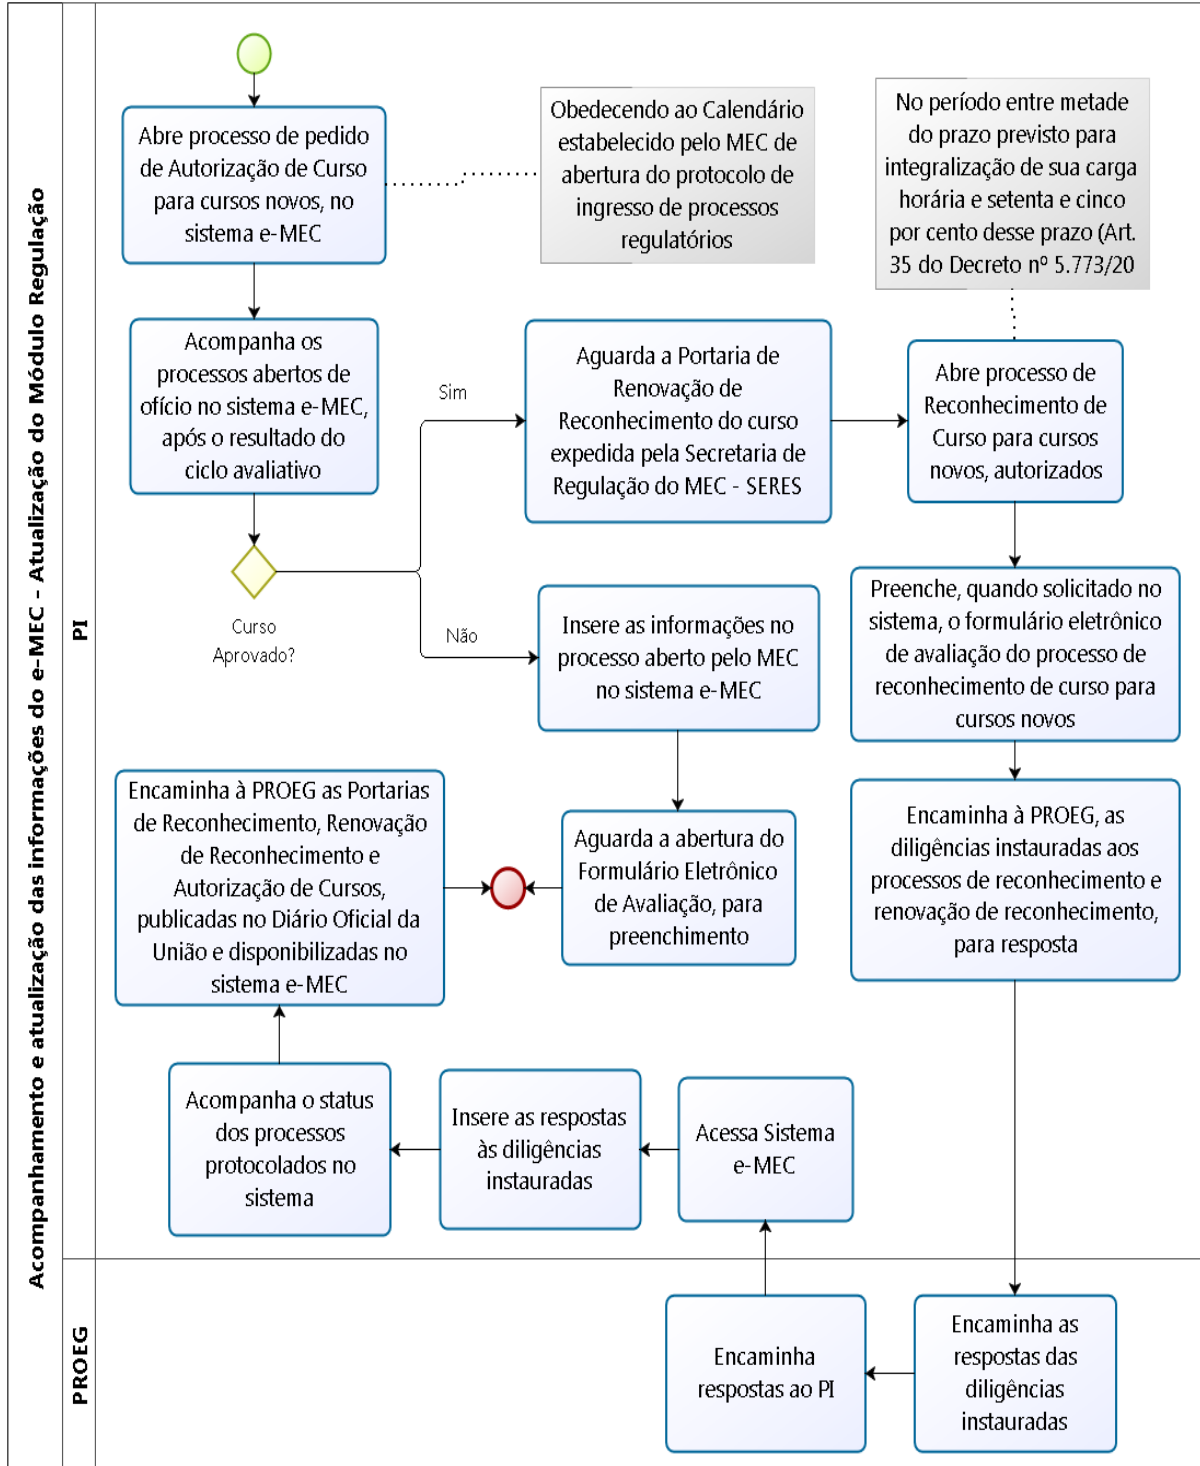 Acompanhamento e atualização das informações do e-MEC – Atualização do Módulo Regulação
PI
Abre processo de pedido
de Autorização de Curso
para cursos novos, no
sistema e-MEC
Obedecendo ao Calendário
estabelecido pelo MEC de
abertura do protocolo de
ingresso de processos
regulatórios
No período entre metade
do prazo previsto para
integralização de sua carga
horária e setenta e cinco
por cento desse prazo (Art.
35 do Decreto nº 5.773/20
Acompanha os
processos abertos de
ofício no sistema e-MEC,
após o resultado do
ciclo avaliativo
Sim
Aguarda a Portaria de
Renovação de
Reconhecimento do curso
expedida pela Secretaria de
Regulação do MEC - SERES
Abre processo de
Reconhecimento de
Curso para cursos
novos, autorizados
Curso
Aprovado?
Não
Insere as informações no
processo aberto pelo MEC
no sistema e-MEC
Preenche, quando solicitado no
sistema, o formulário eletrônico
de avaliação do processo de
reconhecimento de curso para
cursos novos
Encaminha à PROEG as Portarias
de Reconhecimento, Renovação
de Reconhecimento e
Autorização de Cursos,
publicadas no Diário Oficial da
União e disponibilizadas no
sistema e-MEC
Aguarda a abertura do
Formulário Eletrônico
de Avaliação, para
preenchimento
Encaminha à PROEG, as
diligências instauradas aos
processos de reconhecimento e
renovação de reconhecimento,
para resposta
Acompanha o status
dos processos
protocolados no
sistema
Insere as respostas
às diligências
instauradas
Acessa Sistema
e-MEC
PROEG
Encaminha
respostas ao PI
Encaminha as
respostas das
diligências
instauradas